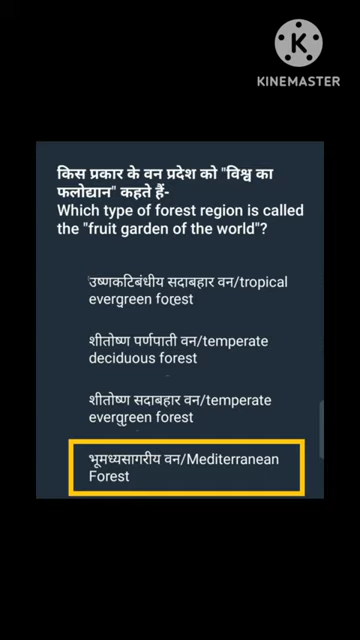 K
KINEMASTER
किस प्रकार के वन प्रदेश को "विश्व का
फलोद्यान" कहते हैं-
Which type of forest region is called
the "fruit garden of the world"?
उष्णकटिबंधीय सदाबहार वन/tropical
evergreen forest
शीतोष्ण पर्णपाती वन/temperate
deciduous forest
शीतोष्ण सदाबहार वन/temperate
evergreen forest
भूमध्यसागरीय वन/Mediterranean
Forest